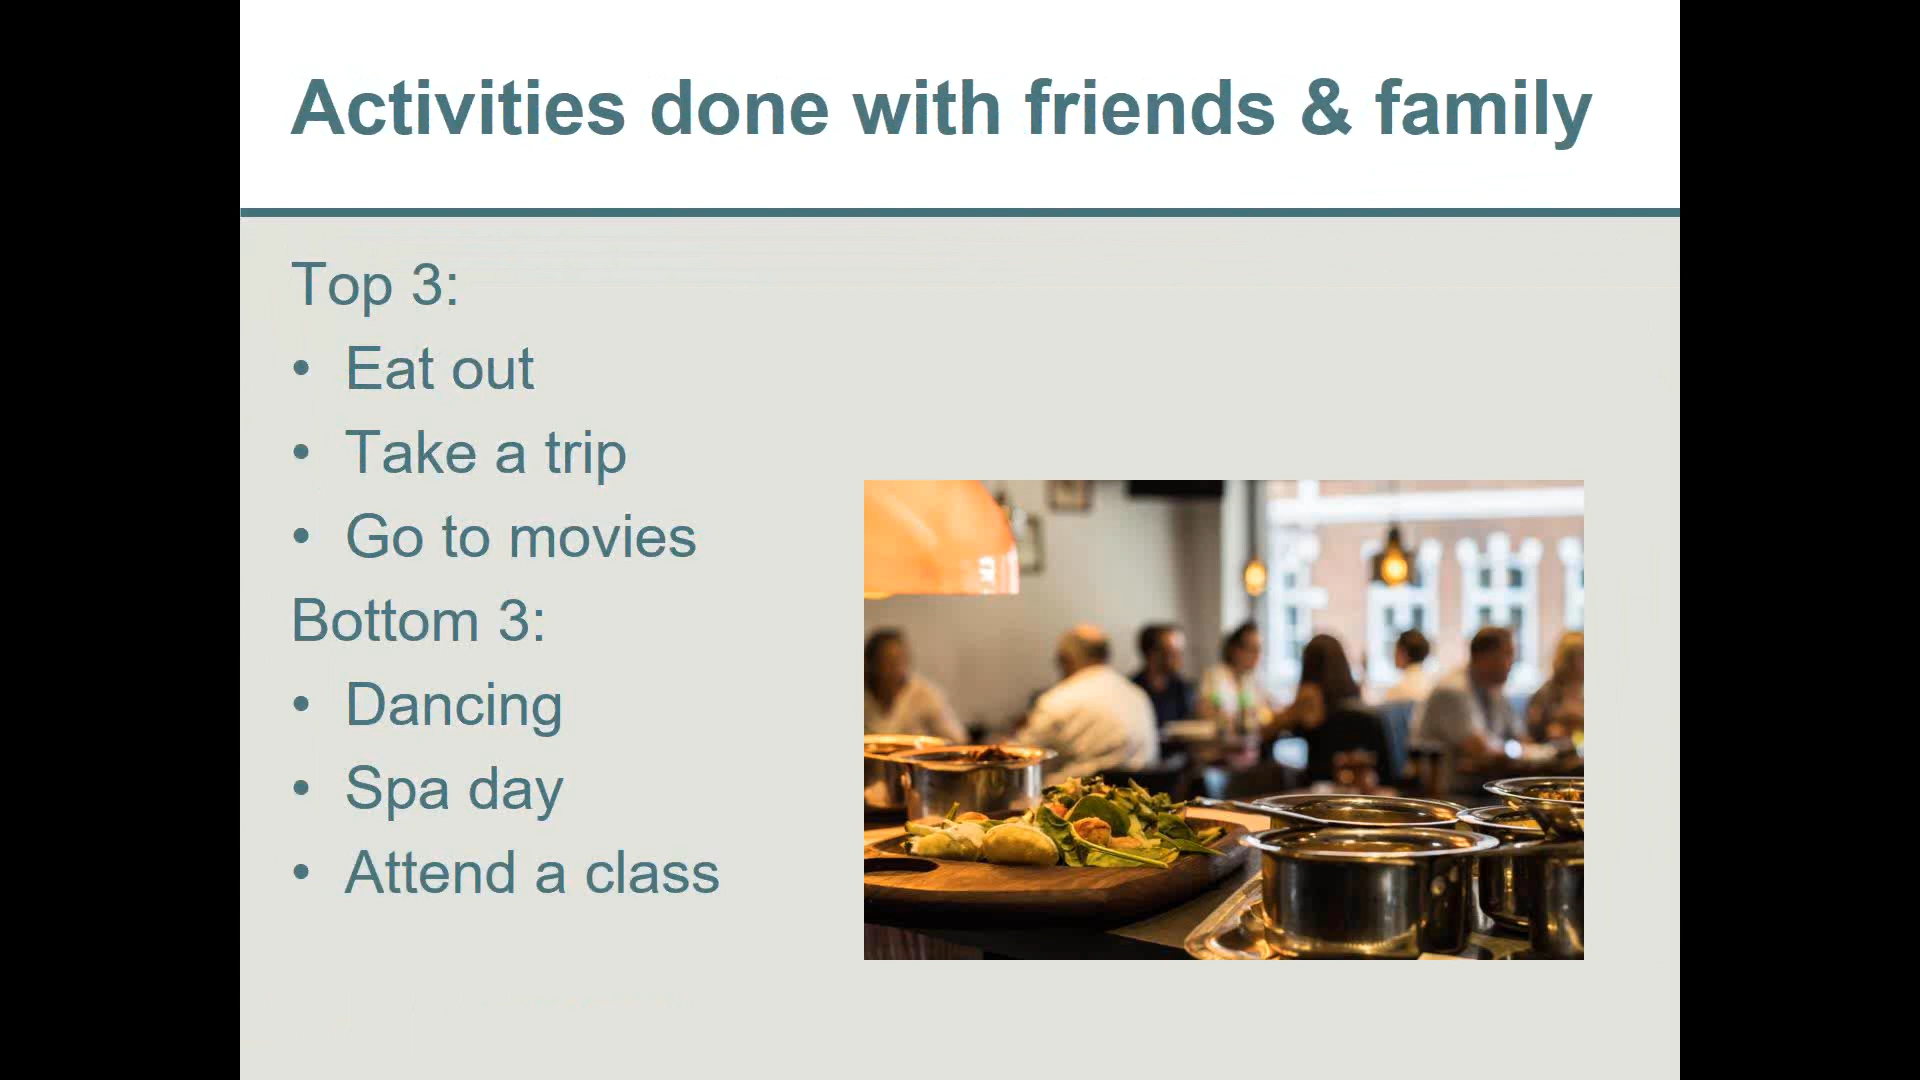 Activities done with friends & family
Top 3:
• Eat out
• Take a trip
• Go to movies
Bottom 3:
• Dancing
• Spa day
• Attend a class